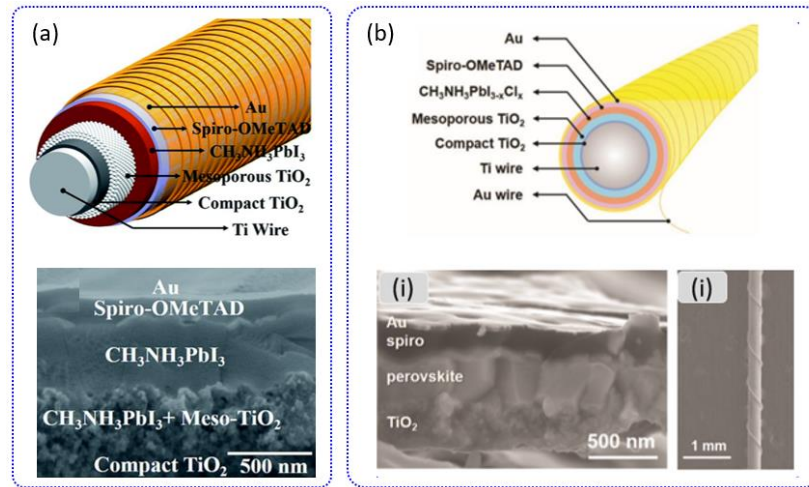 (a)
Au
Spiro-OMeTAD
CH₃NH₃PbI₃
Mesoporous TiO₂
Compact TiO₂
Ti Wire
Au
Spiro-OMeTAD
CH₃NH₃PbI₃
CH₃NH₃PbI₃+ Meso-TiO₂
Compact TiO₂
500 nm
(b)
Au
Spiro-OMeTAD
CH₃NH₃PbI₃₋ₓClₓ
Mesoporous TiO₂
Compact TiO₂
Ti wire
Au wire
(i)
Au
spiro
perovskite
TiO₂
500 nm
(i)
1 mm